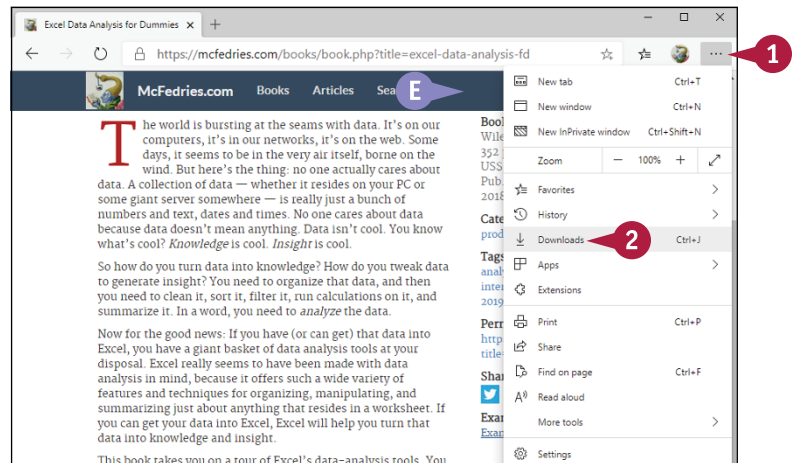 Excel Data Analysis for Dummies
https://mcfedries.com/books/book.php?title=excel-data-analysis-fd
1
McFedries.com Books Articles Sea
E
The world is bursting at the seams with data. It's on our
computers, it's in our networks, it's on the web. Some
days, it seems to be in the very air itself, borne on the
wind. But here's the thing: no one actually cares about
data. A collection of data — whether it resides on your PC or
some giant server somewhere — is really just a bunch of
numbers and text, dates and times. No one cares about data
because data doesn't mean anything. Data isn't cool. You know
what's cool? Knowledge is cool. Insight is cool.
So how do you turn data into knowledge? How do you tweak data
to generate insight? You need to organize that data, and then
you need to clean it, sort it, filter it, run calculations on it, and
summarize it. In a word, you need to analyze the data.
Now for the good news: If you have (or can get) that data into
Excel, you have a giant basket of data analysis tools at your
disposal. Excel really seems to have been made with data
analysis in mind, because it offers such a wide variety of
features and techniques for organizing, manipulating, and
summarizing just about anything that resides in a worksheet. If
you can get your data into Excel, Excel will help you turn that
data into knowledge and insight.
This book takes you on a tour of Excel's data-analysis tools. You
Boo
Wile
352
US$
Pub
2018
Cate
prod
Tags
anal
inter
2019
Perr
http
title
Shar
Exar
Exar
New tab Ctrl+T
New window Ctrl+N
New InPrivate window Ctrl+Shift+N
Zoom — 100% +
Favorites
History
Downloads 2 Ctrl+J
Apps
Extensions
Print Ctrl+P
Share
Find on page Ctrl+F
Read aloud
More tools
Settings